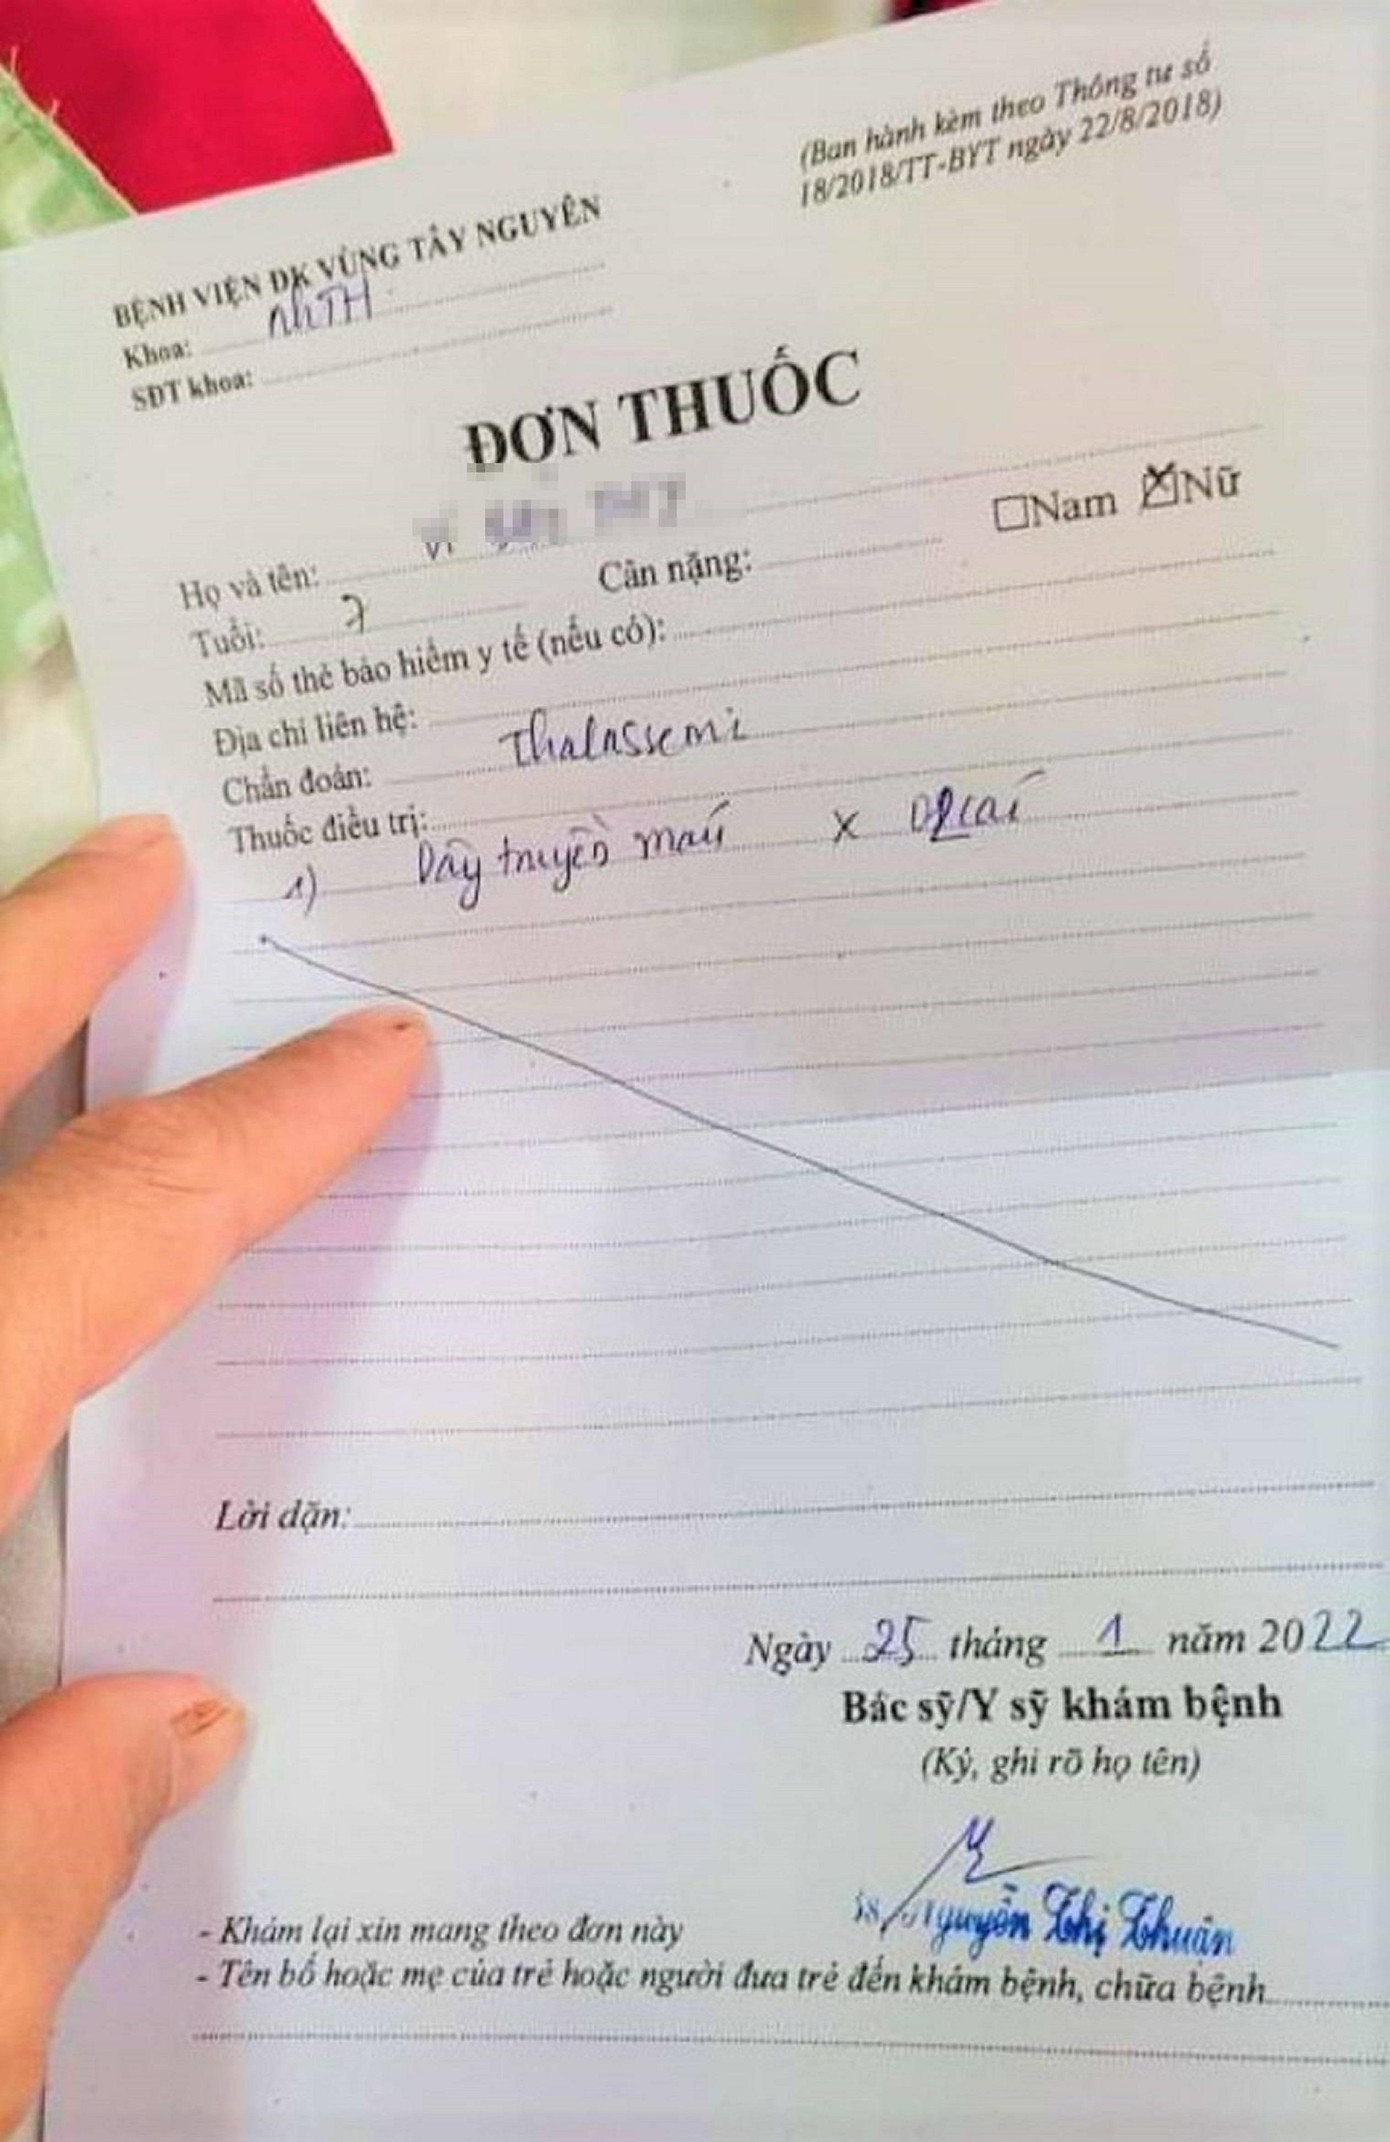 (Ban hành kèm theo Thông tư số
18/2018/TT-BYT ngày 22/8/2018)
BỆNH VIỆN ĐK VÙNG TÂY NGUYÊN
Khoa: NhTH
SĐT khoa:
ĐƠN THUỐC
Họ và tên: Vi
Nam Nữ
Tuổi: 7 Cân nặng:
Mã số thẻ bảo hiểm y tế (nếu có):
Địa chỉ liên hệ:
Chẩn đoán: Thalassemi
Thuốc điều trị:
1) Dây truyền máu x 02 cái
Lời dặn:
Ngày 25 tháng 1 năm 2022
Bác sỹ/Y sỹ khám bệnh
(Ký, ghi rõ họ tên)
Nguyễn Thị Thuận
- Khám lại xin mang theo đơn này
- Tên bố hoặc mẹ của trẻ hoặc người đưa trẻ đến khám bệnh, chữa bệnh